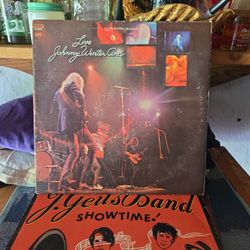 Live
Johnny Winter And
J. Geils Band
SHOWTIME!